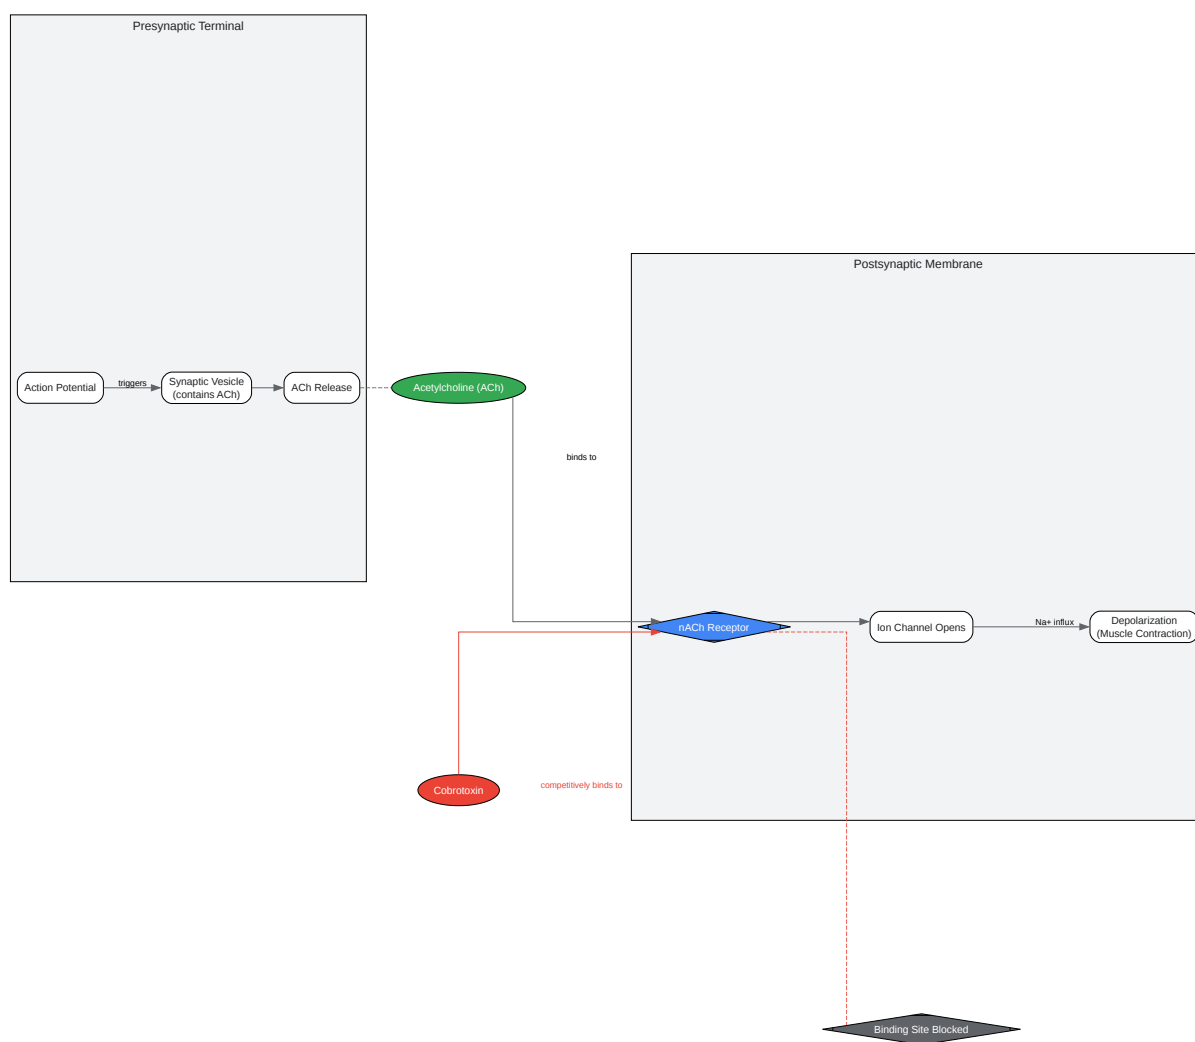 Presynaptic Terminal
Postsynaptic Membrane
Action Potential
triggers
Synaptic Vesicle
(contains ACh)
ACh Release
Acetylcholine (ACh)
binds to
nACh Receptor
Ion Channel Opens
Na+ influx
Depolarization
(Muscle Contraction)
Cobrotoxin
competitively binds to
Binding Site Blocked